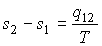 s₂ − s₁ = q₁₂ / T